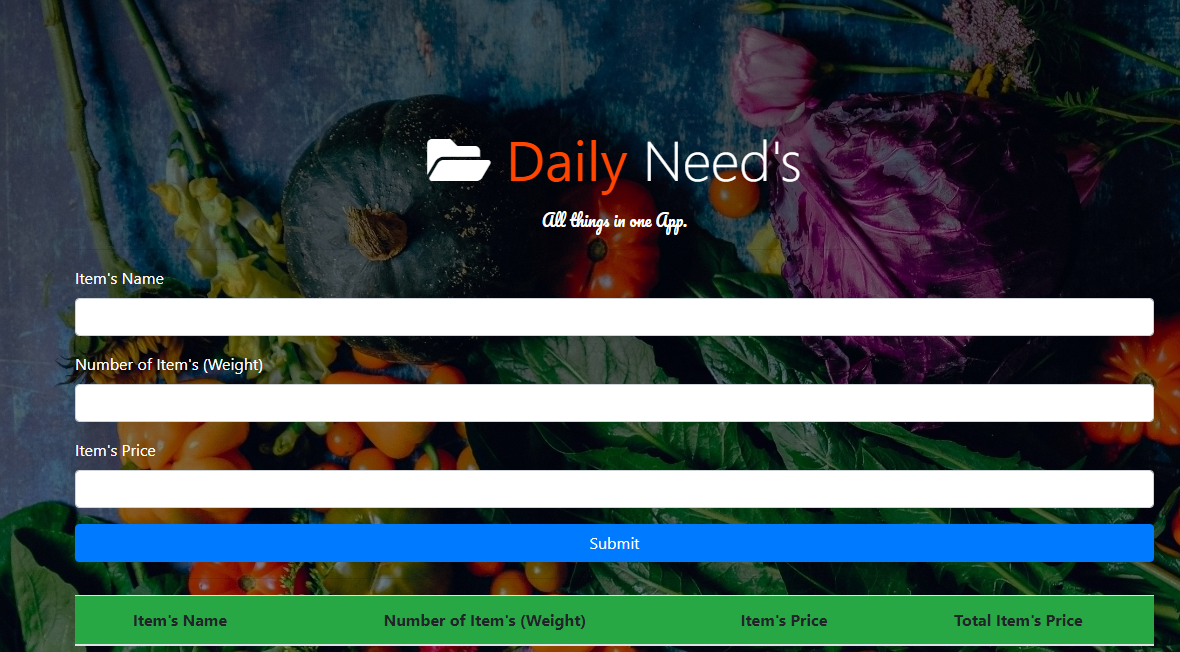 Daily Need's
All things in one App.
Item's Name
Number of Item's (Weight)
Item's Price
Submit
Item's Name Number of Item's (Weight) Item's Price Total Item's Price